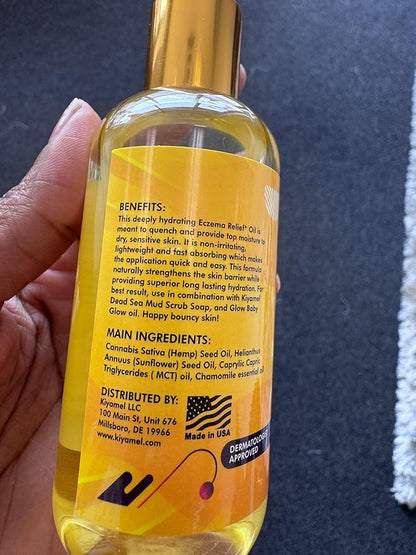 BENEFITS:
This deeply hydrating Eczema Relief* Oil is
meant to quench and provide top moisture to
dry, sensitive skin. It is non-irritating,
lightweight and fast absorbing which makes
the application quick and easy. This formula
naturally strengthens the skin barrier while
providing superior long lasting hydration. For
best result, use in combination with Kiyamel
Dead Sea Mud Scrub Soap, and Glow Baby
Glow oil. Happy bouncy skin!
MAIN INGREDIENTS:
Cannabis Sativa (Hemp) Seed Oil, Helianthus
Annuus (Sunflower) Seed Oil, Caprylic Capric
Triglycerides ( MCT) oil, Chamomile essential oil
DISTRIBUTED BY:
Kiyamel LLC
100 Main St, Unit 676
Millsboro, DE 19966
www.kiyamel.com
Made in USA
DERMATOLOGIST
APPROVED